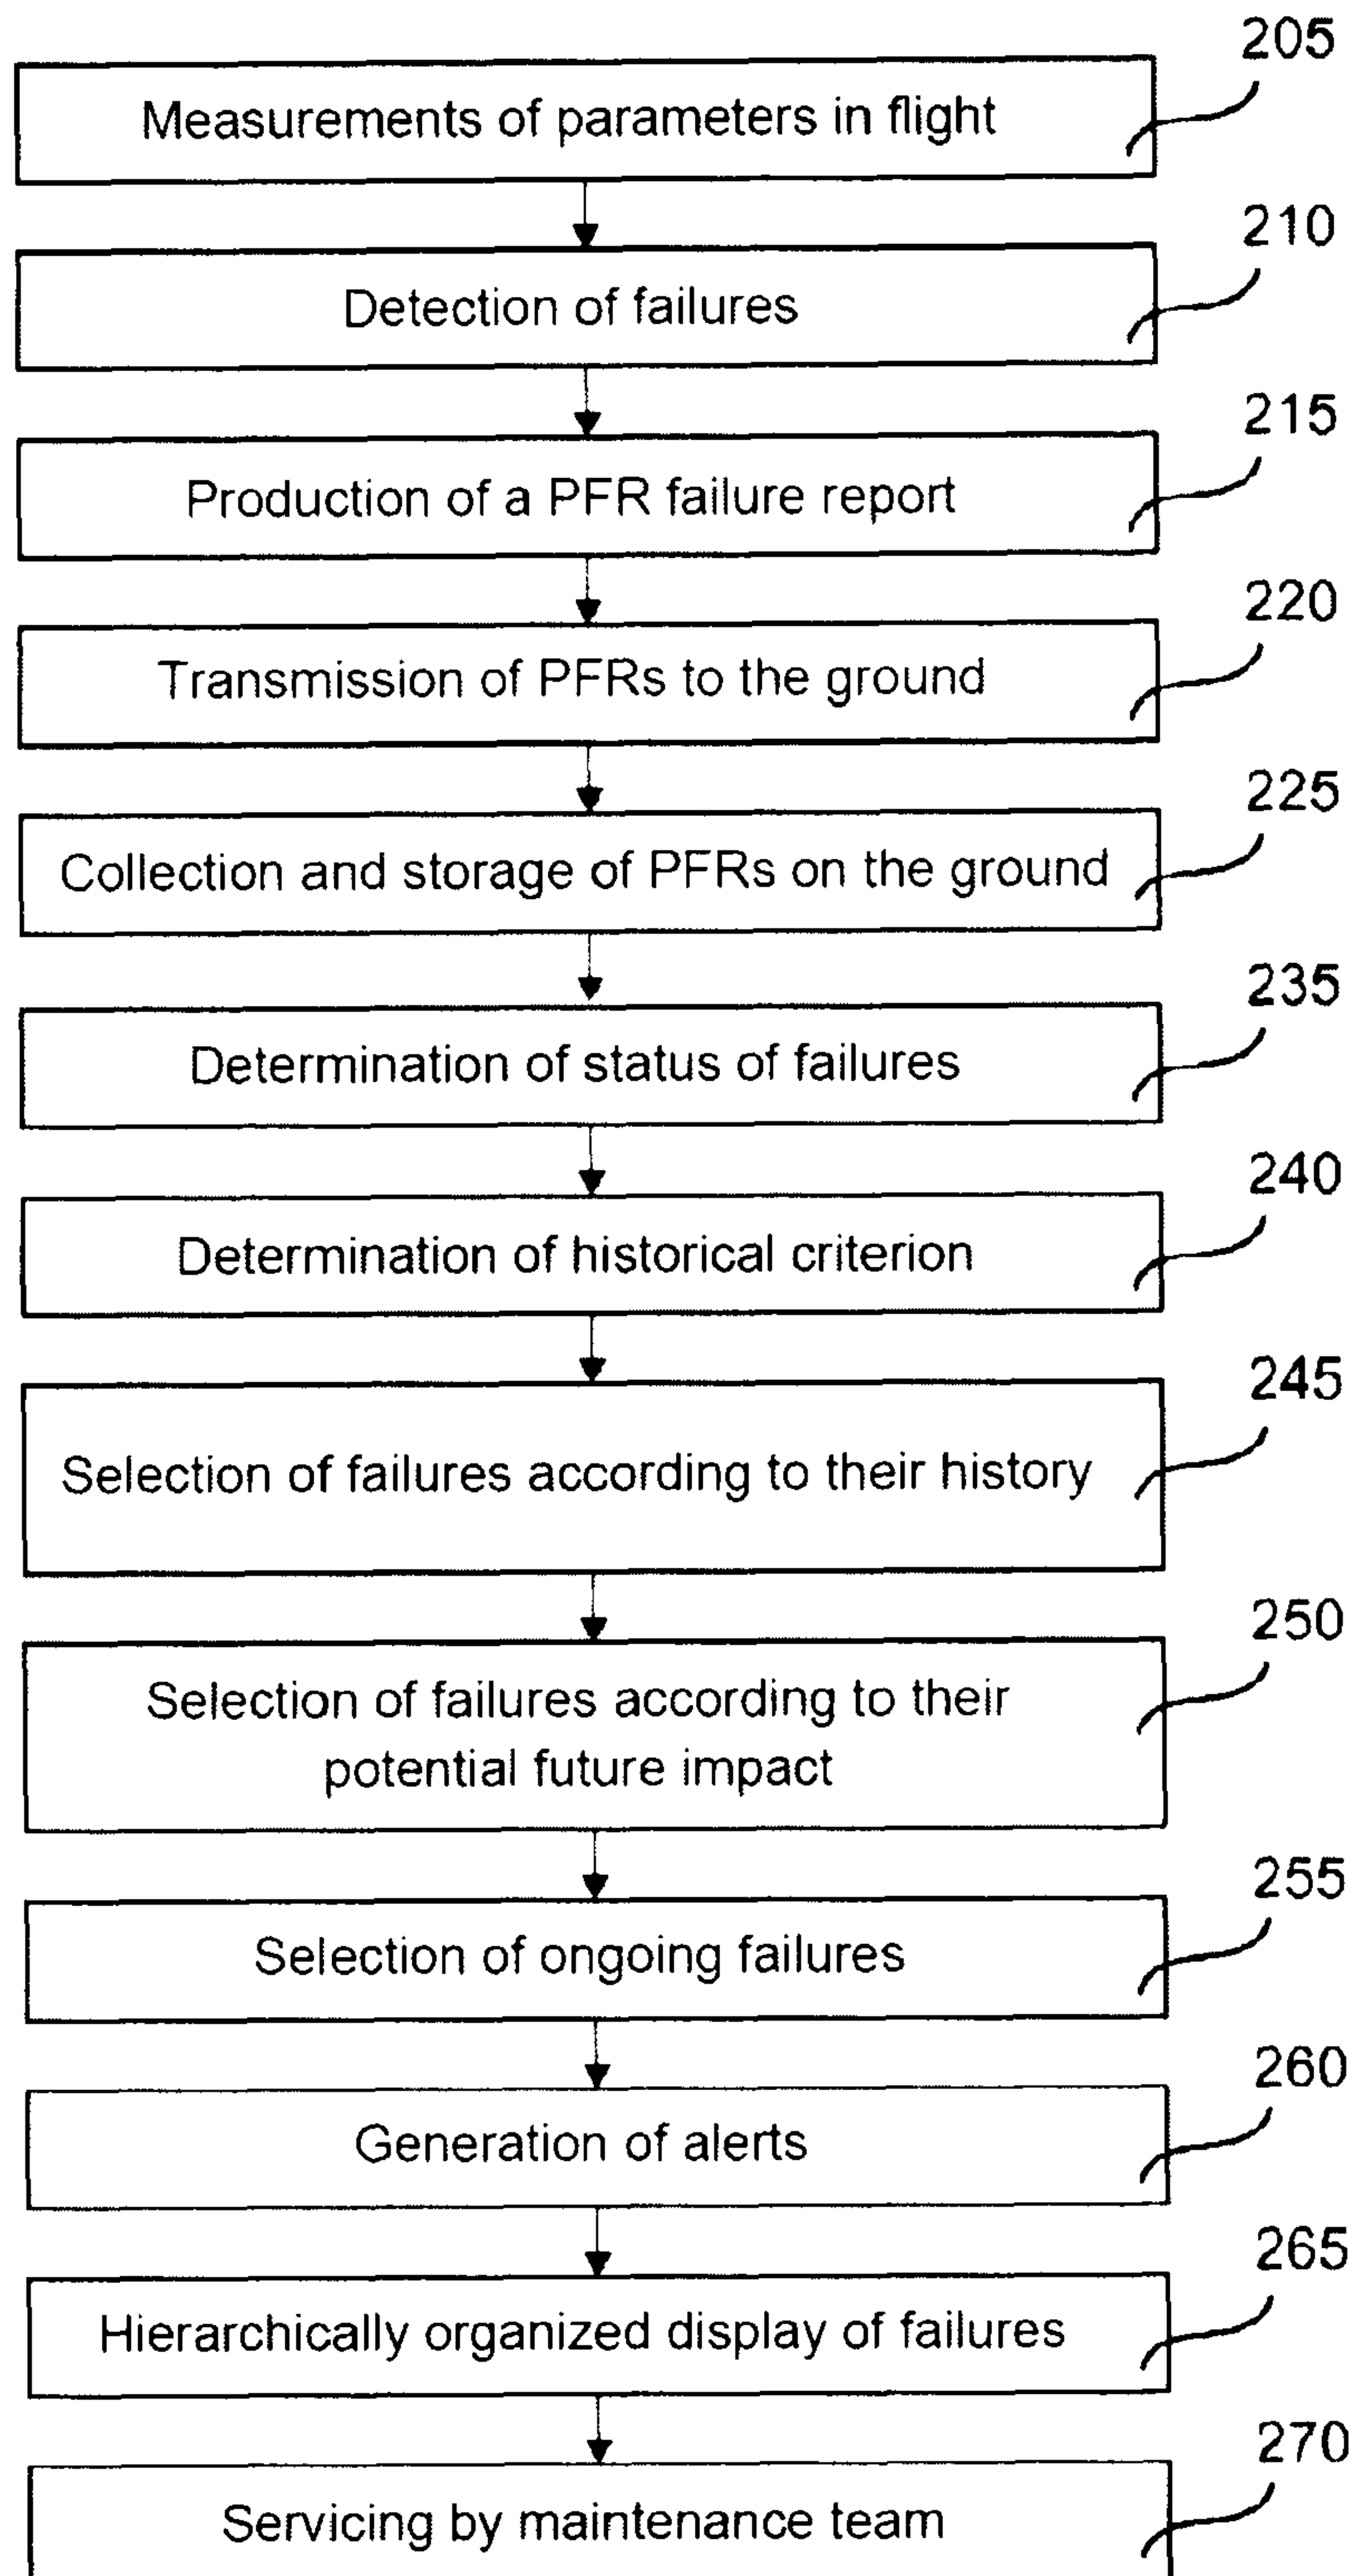 205
Measurements of parameters in flight
210
Detection of failures
215
Production of a PFR failure report
220
Transmission of PFRs to the ground
225
Collection and storage of PFRs on the ground
235
Determination of status of failures
240
Determination of historical criterion
245
Selection of failures according to their history
250
Selection of failures according to their
potential future impact
255
Selection of ongoing failures
260
Generation of alerts
265
Hierarchically organized display of failures
270
Servicing by maintenance team